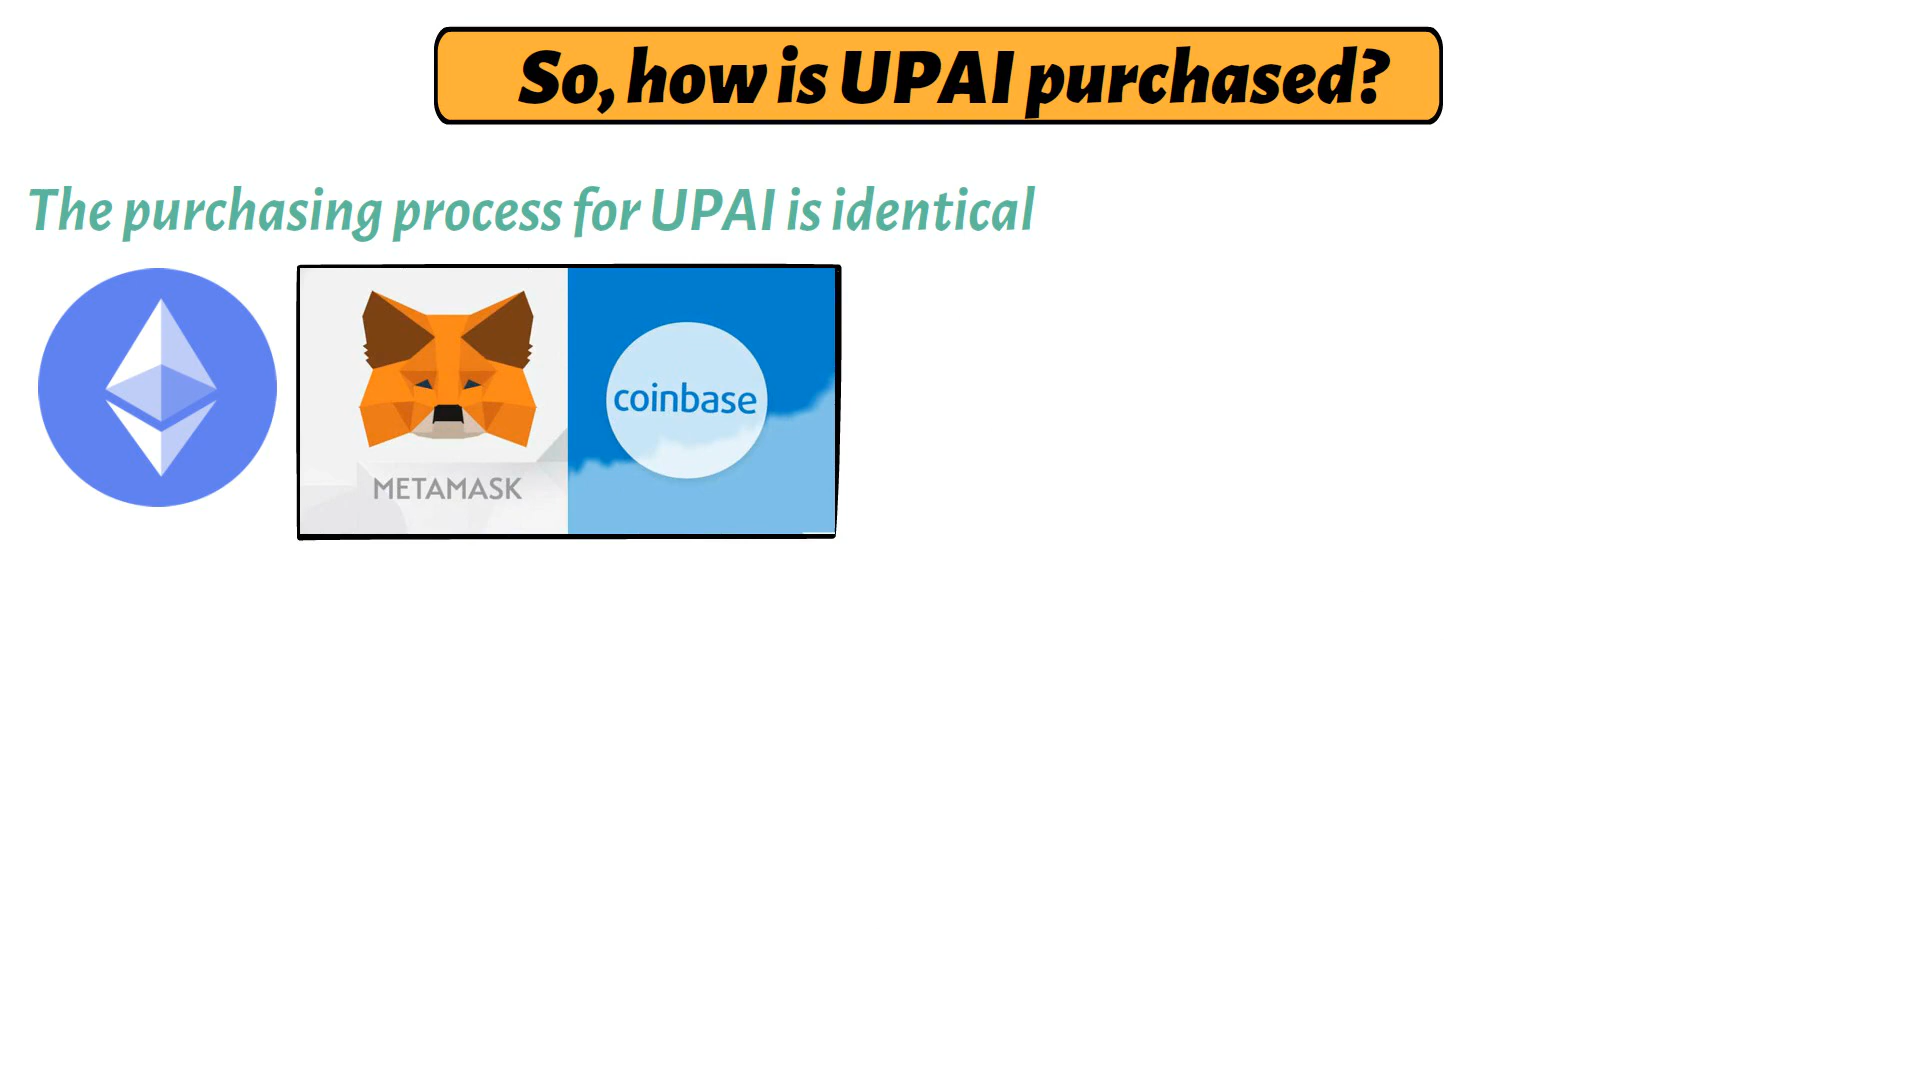 So, how is UPAI purchased?
The purchasing process for UPAI is identical
METAMASK
coinbase